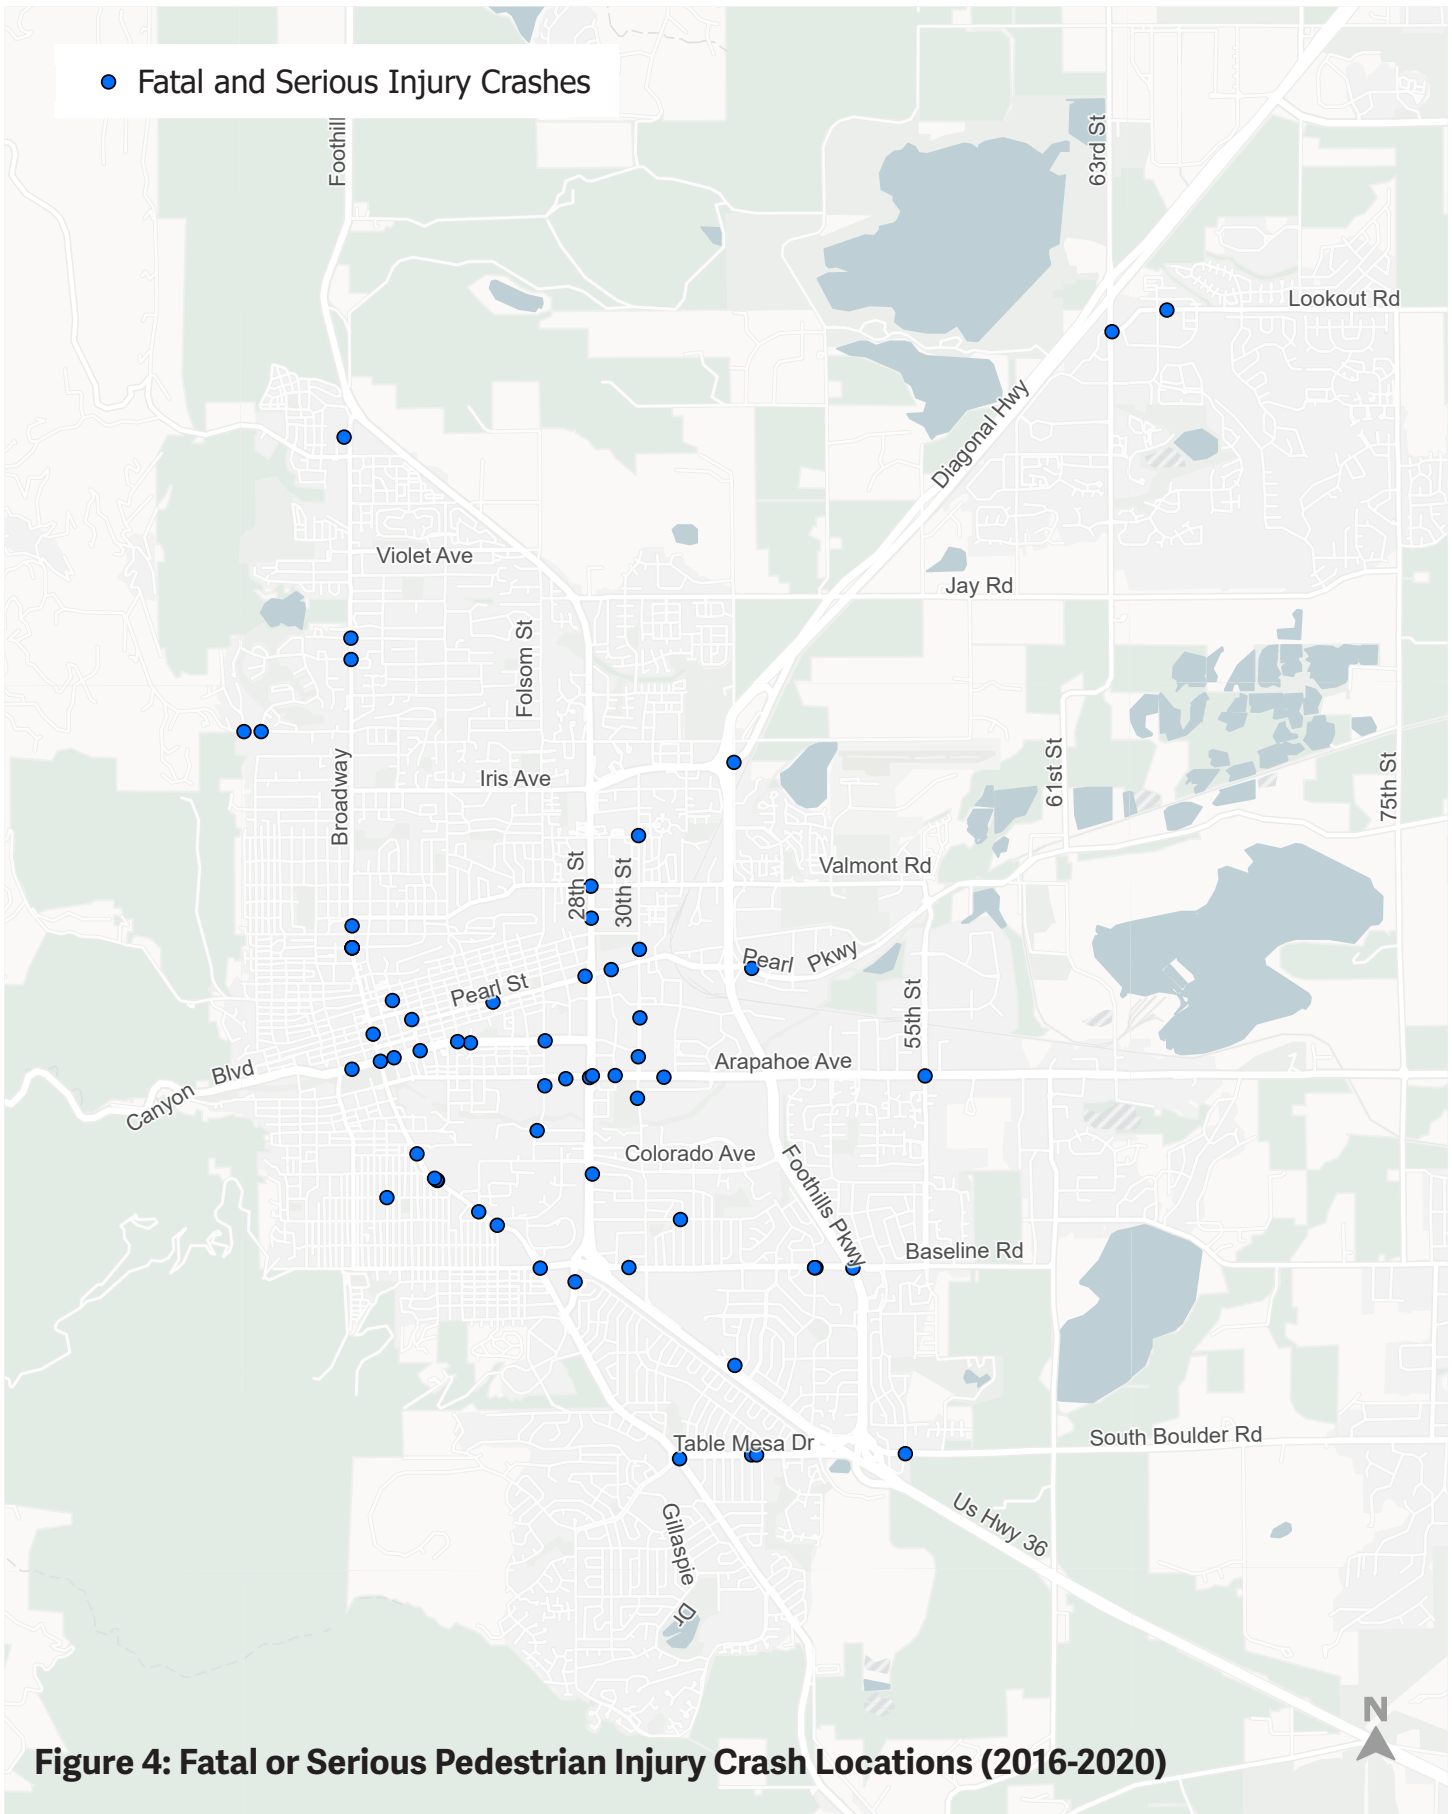 Fatal and Serious Injury Crashes
Foothill
63rd St
Lookout Rd
Diagonal Hwy
Violet Ave
Jay Rd
Folsom St
Broadway
Iris Ave
61st St
75th St
28th St
30th St
Valmont Rd
Pearl Pkwy
Pearl St
55th St
Arapahoe Ave
Canyon Blvd
Colorado Ave
Foothills Pkwy
Baseline Rd
Table Mesa Dr
South Boulder Rd
Us Hwy 36
Gillaspie Dr
N
Figure 4: Fatal or Serious Pedestrian Injury Crash Locations (2016-2020)